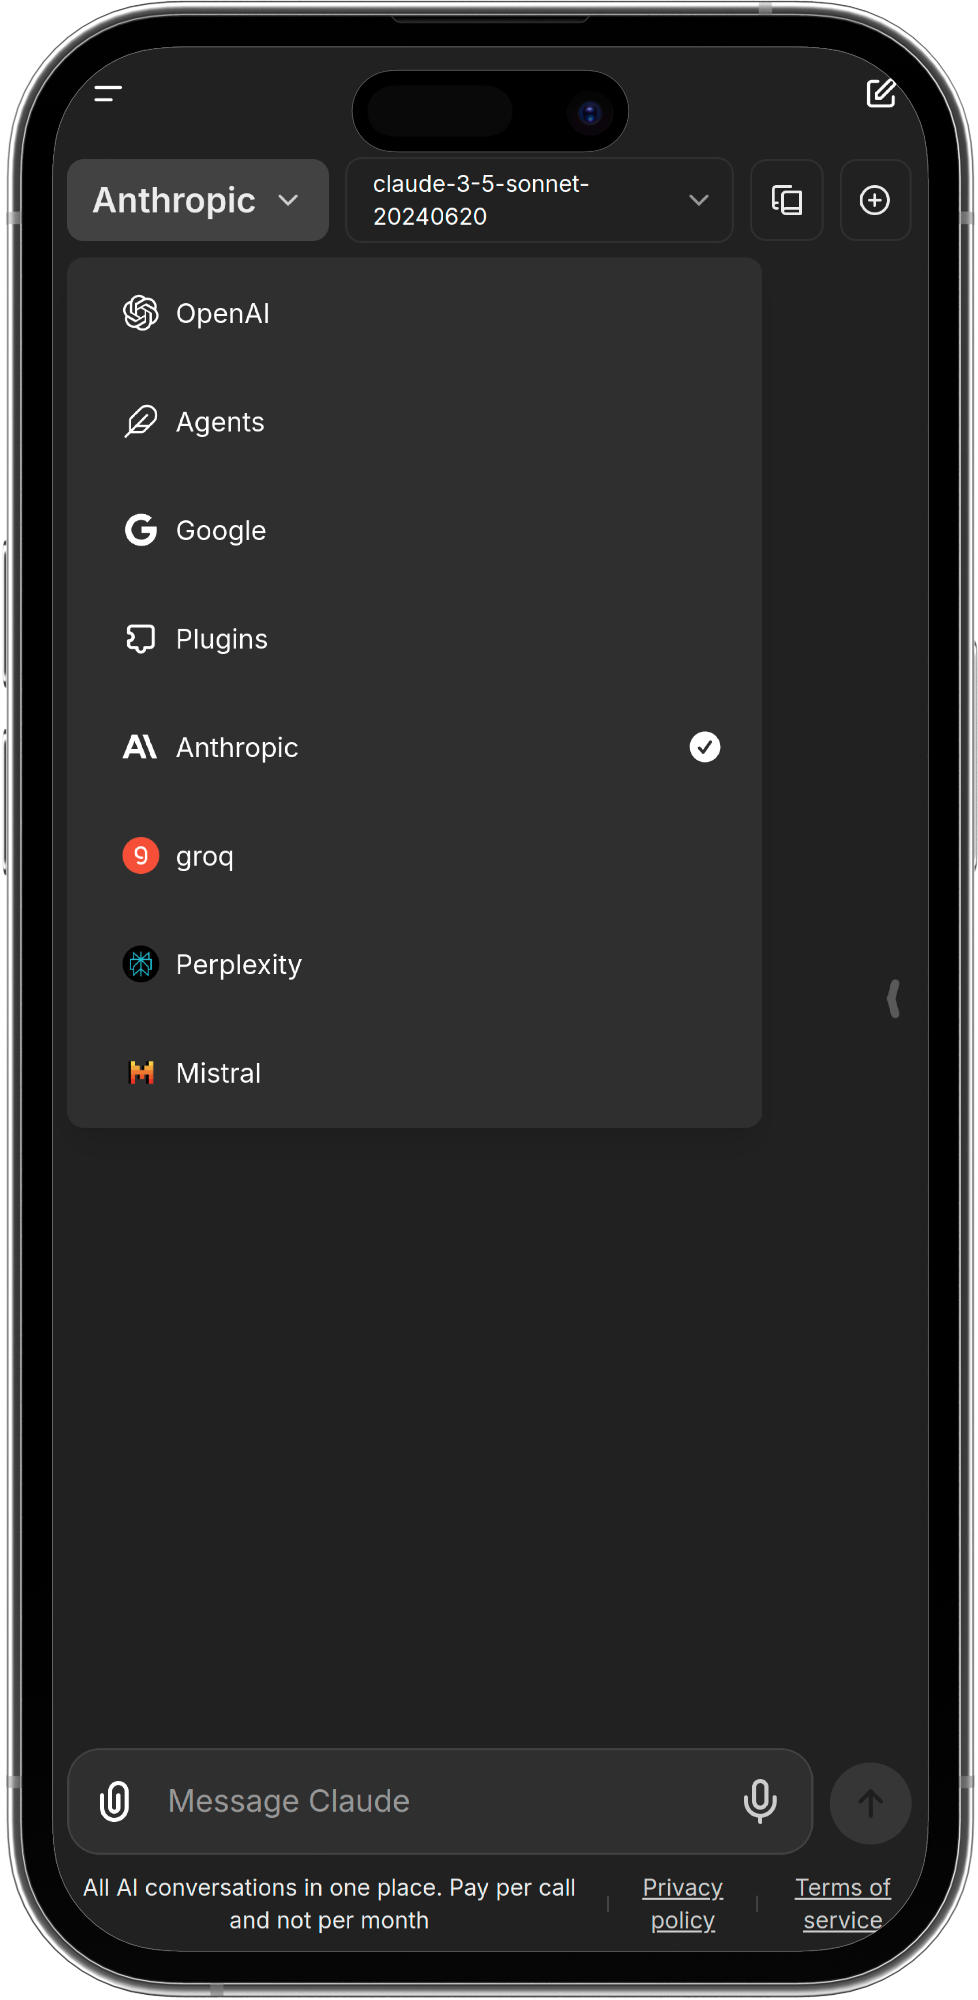 Anthropic
claude-3-5-sonnet-
20240620
OpenAI
Agents
Google
Plugins
Anthropic
groq
Perplexity
Mistral
Message Claude
All AI conversations in one place. Pay per call
and not per month
Privacy
policy
Terms of
service